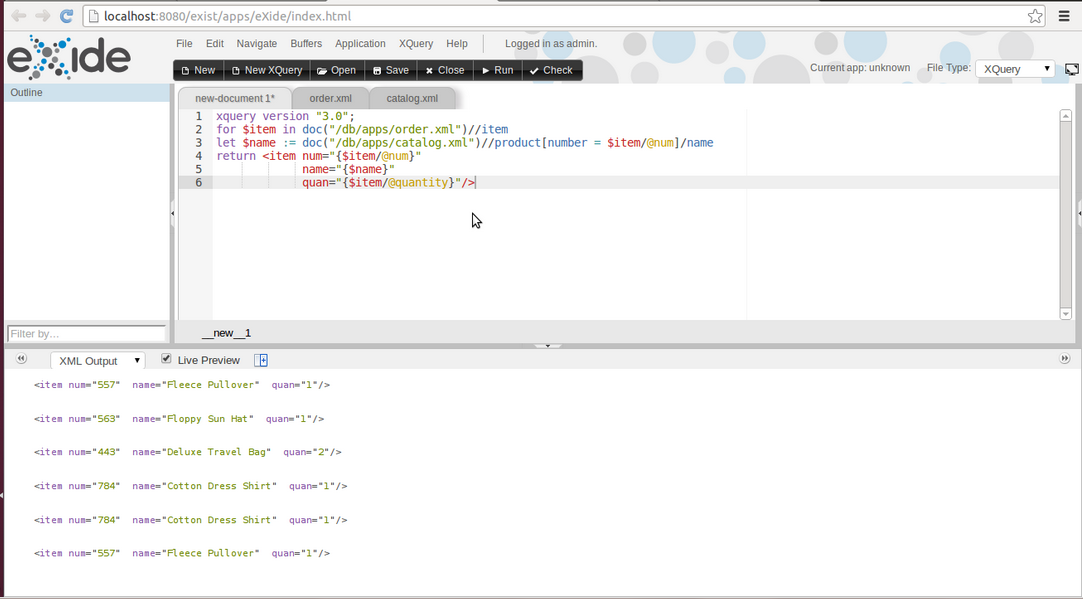 localhost:8080/exist/apps/eXide/index.html
eXide
File Edit Navigate Buffers Application XQuery Help Logged in as admin.
New New XQuery Open Save Close Run Check
Current app: unknown File Type: XQuery
Outline
new-document 1* order.xml catalog.xml
1 xquery version "3.0";
2 for $item in doc("/db/apps/order.xml")//item
3 let $name := doc("/db/apps/catalog.xml")//product[number = $item/@num]/name
4 return <item num="{$item/@num}"
5 name="{$name}"
6 quan="{$item/@quantity}"/>
Filter by...
__new__1
XML Output Live Preview
<item num="557" name="Fleece Pullover" quan="1"/>
<item num="563" name="Floppy Sun Hat" quan="1"/>
<item num="443" name="Deluxe Travel Bag" quan="2"/>
<item num="784" name="Cotton Dress Shirt" quan="1"/>
<item num="784" name="Cotton Dress Shirt" quan="1"/>
<item num="557" name="Fleece Pullover" quan="1"/>